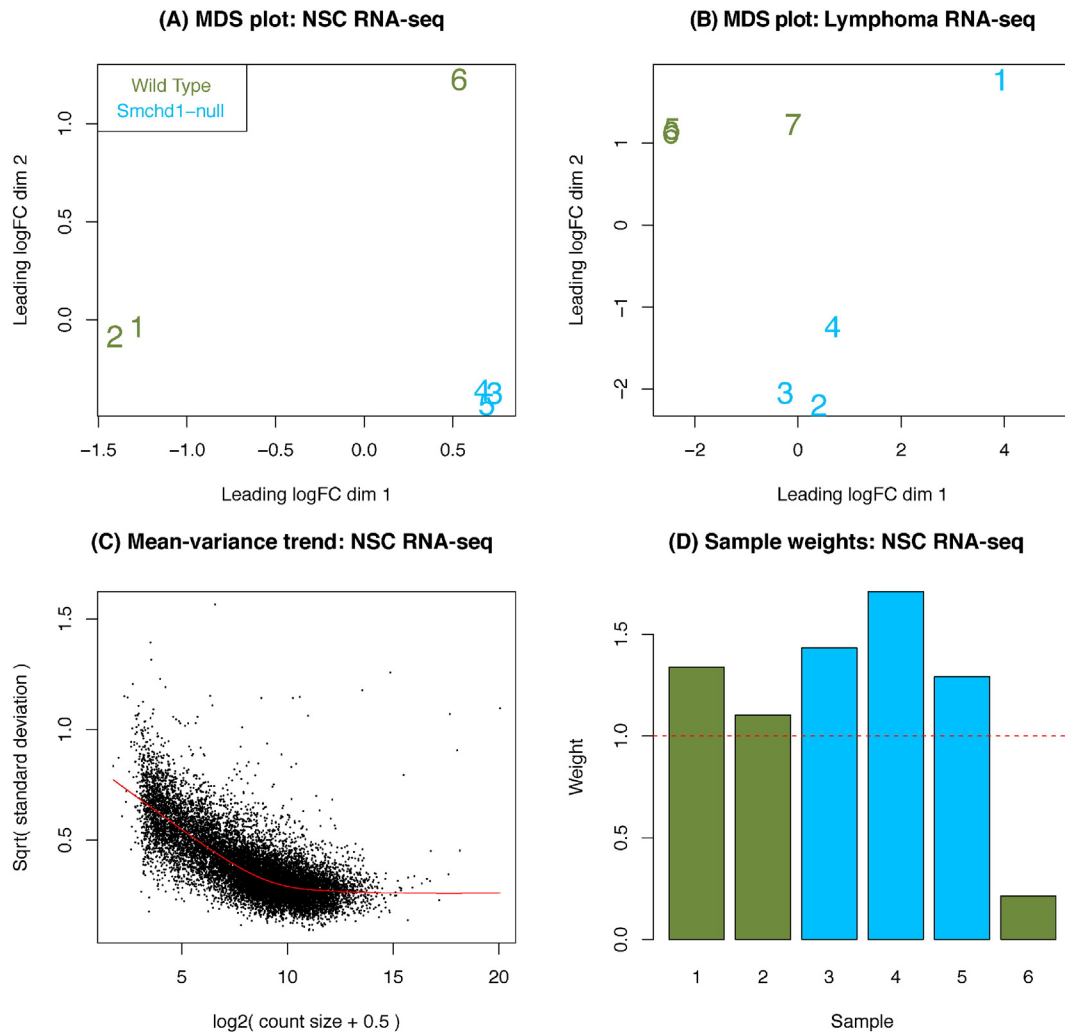 (A) MDS plot: NSC RNA-seq
Wild Type
Smchd1-null
6
2 1
4 3
5
Leading logFC dim 2
0.0 0.5 1.0
-1.5 -1.0 -0.5 0.0 0.5
Leading logFC dim 1
(B) MDS plot: Lymphoma RNA-seq
1
5 7
6
4
3 2
Leading logFC dim 2
-2 -1 0 1
-2 0 2 4
Leading logFC dim 1
(C) Mean-variance trend: NSC RNA-seq
Sqrt( standard deviation )
0.5 1.0 1.5
5 10 15 20
log2( count size + 0.5 )
(D) Sample weights: NSC RNA-seq
Weight
0.0 0.5 1.0 1.5
1 2 3 4 5 6
Sample